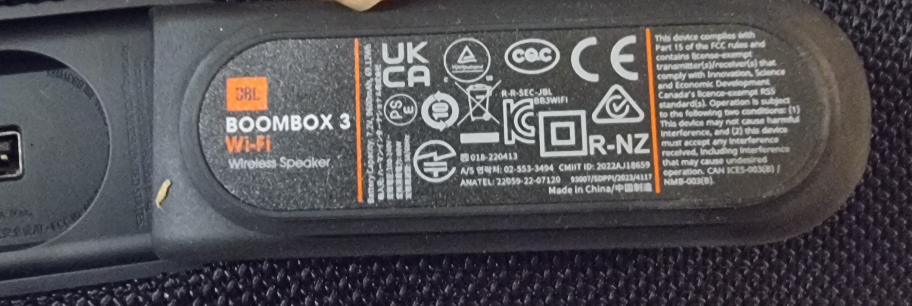 JBL
BOOMBOX 3
Wi-Fi
Wireless Speaker
UK
CA
CQC
CE
PS
E
R-R-SEC-JBL
BB3WIFI
KC
R-NZ
018-220413
A/S 연락처: 02-553-3494 CMIIT ID: 2022AJ18659
ANATEL: 22059-22-07120 93007/SDPPI/2023/4117
Made in China/中国制造
This device complies with
Part 15 of the FCC rules and
contains license-exempt
transmitter(s)/receiver(s) that
comply with Innovation, Science
and Economic Development
Canada's licence-exempt RSS
standard(s). Operation is subject
to the following two conditions: (1)
This device may not cause harmful
interference, and (2) this device
must accept any interference
received, including interference
that may cause undesired
operation. CAN ICES-003(B) /
NMB-003(B).